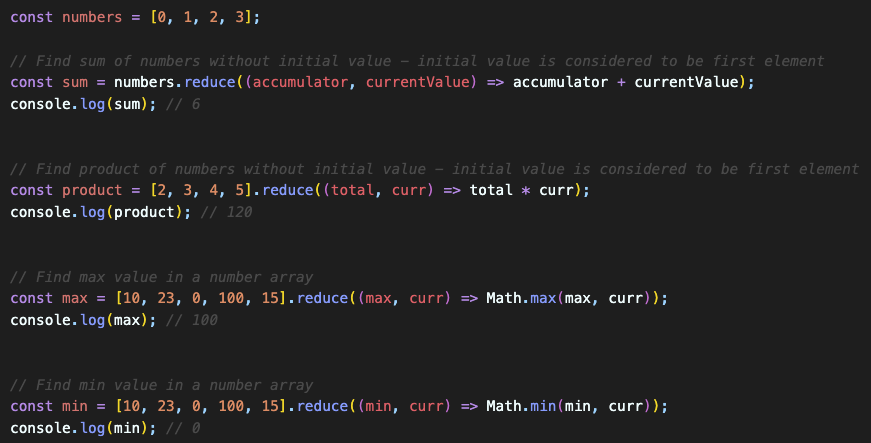 const numbers = [0, 1, 2, 3];
// Find sum of numbers without initial value – initial value is considered to be first element
const sum = numbers.reduce((accumulator, currentValue) => accumulator + currentValue);
console.log(sum); // 6
// Find product of numbers without initial value – initial value is considered to be first element
const product = [2, 3, 4, 5].reduce((total, curr) => total * curr);
console.log(product); // 120
// Find max value in a number array
const max = [10, 23, 0, 100, 15].reduce((max, curr) => Math.max(max, curr));
console.log(max); // 100
// Find min value in a number array
const min = [10, 23, 0, 100, 15].reduce((min, curr) => Math.min(min, curr));
console.log(min); // 0